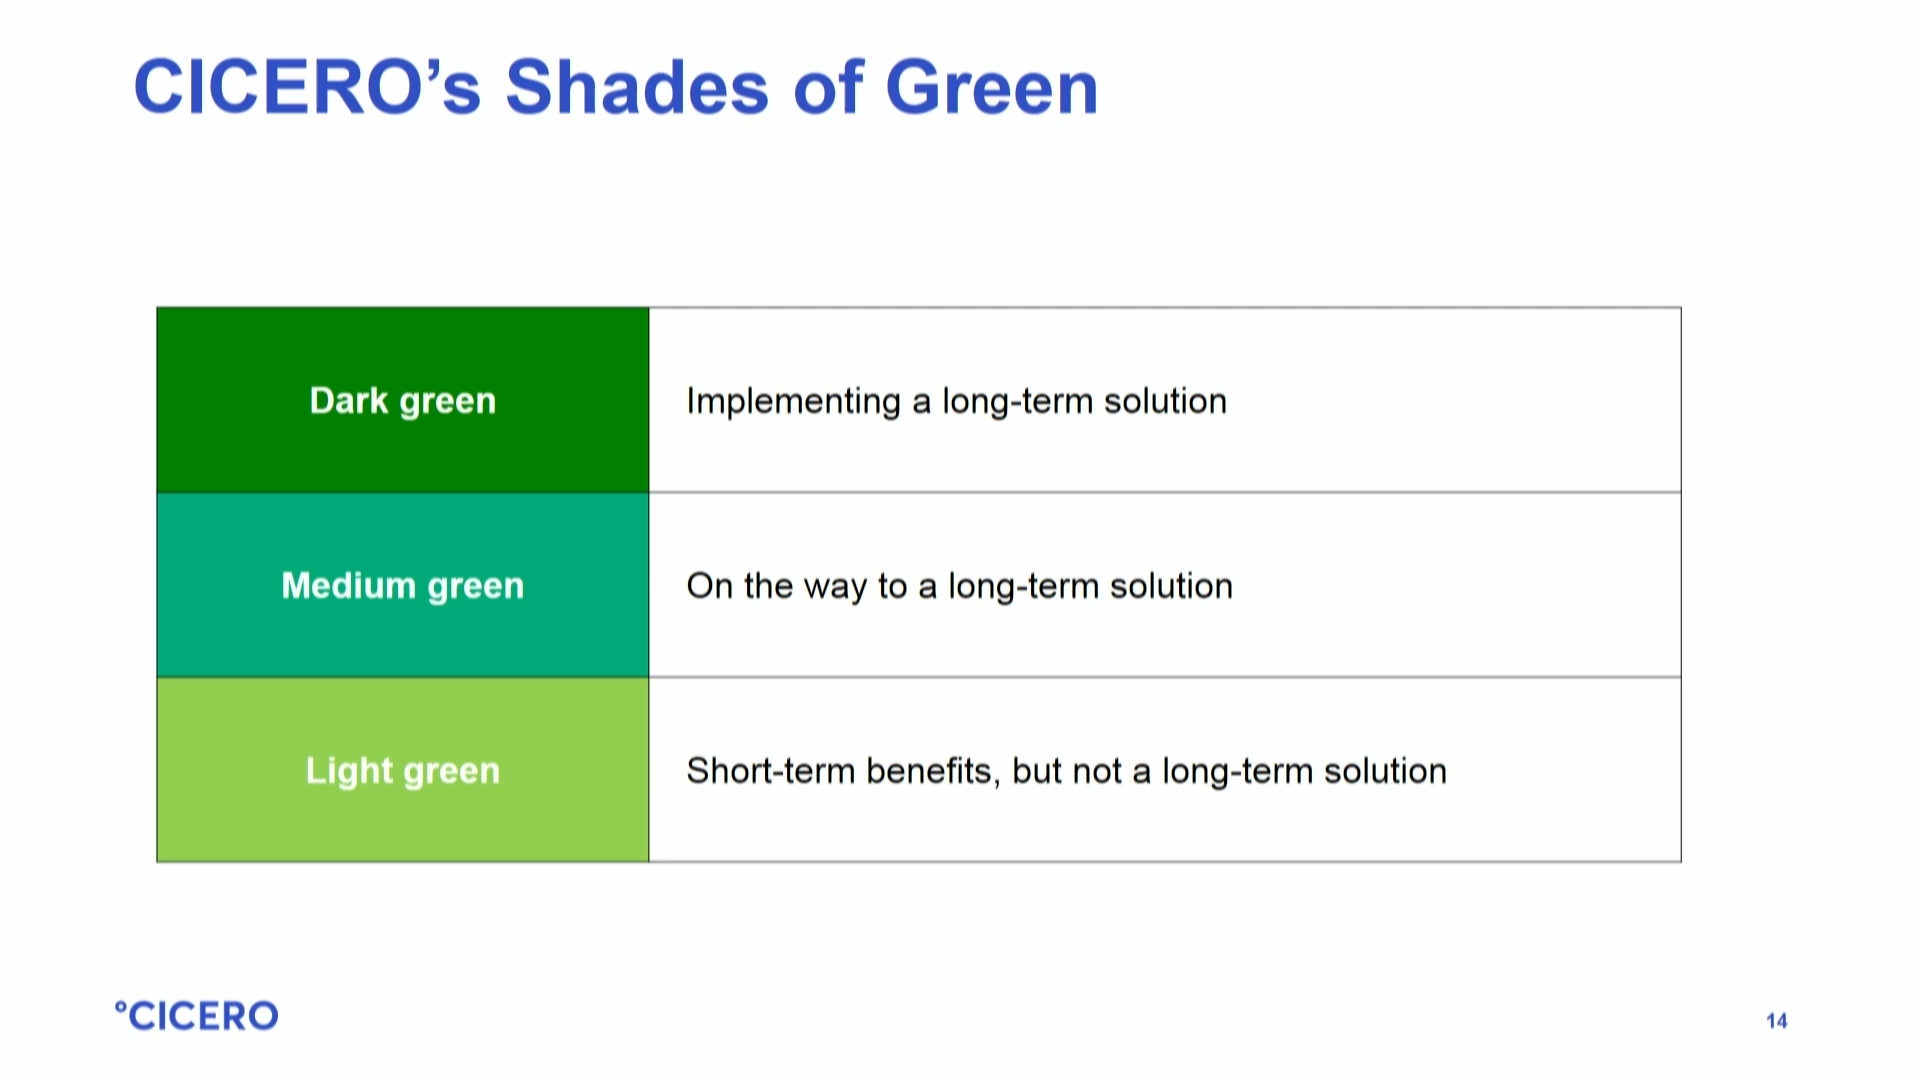 CICERO’s Shades of Green
Dark green
Implementing a long-term solution
Medium green
On the way to a long-term solution
Light green
Short-term benefits, but not a long-term solution
°CICERO
14